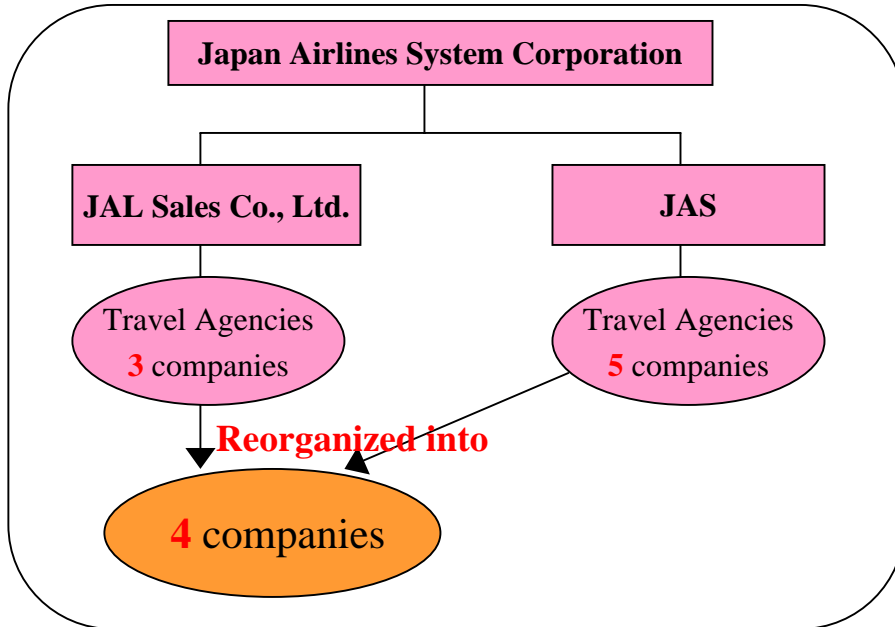 Japan Airlines System Corporation
JAL Sales Co., Ltd.
JAS
Travel Agencies
3 companies
Travel Agencies
5 companies
Reorganized into
4 companies